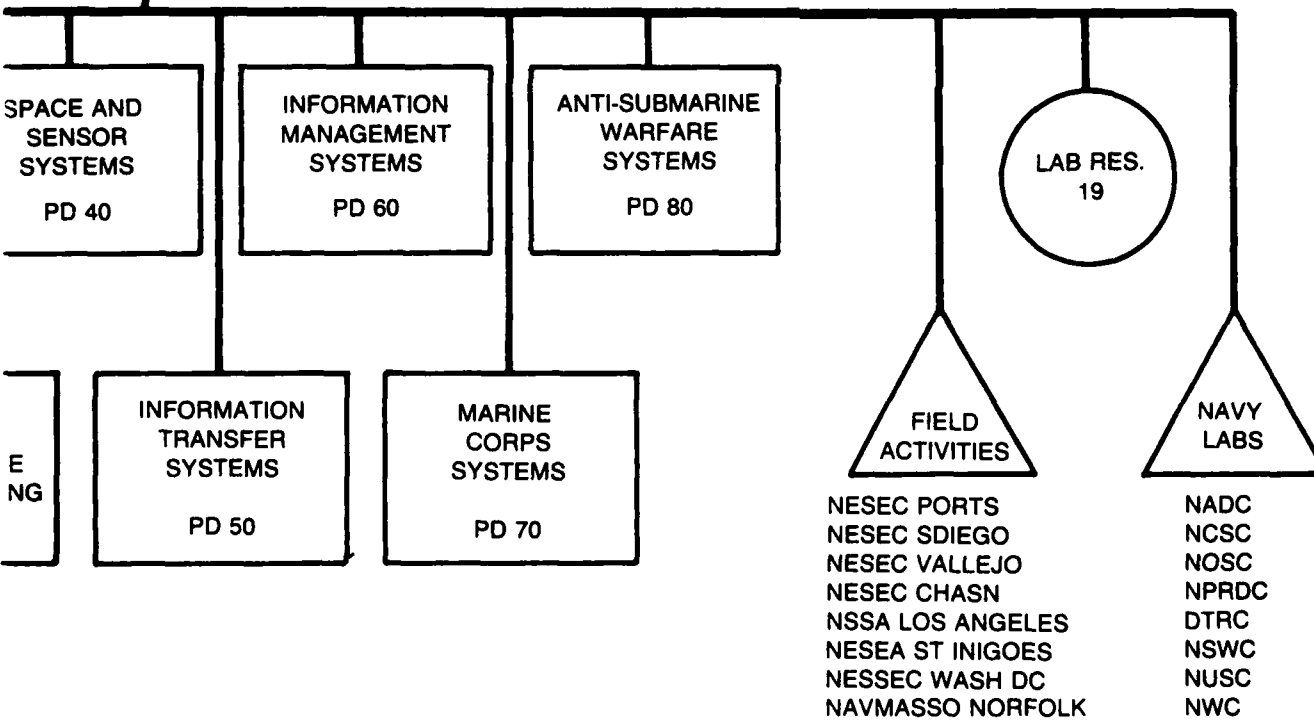 SPACE AND
SENSOR
SYSTEMS
PD 40
INFORMATION
MANAGEMENT
SYSTEMS
PD 60
ANTI-SUBMARINE
WARFARE
SYSTEMS
PD 80
LAB RES.
19
E
NG
INFORMATION
TRANSFER
SYSTEMS
PD 50
MARINE
CORPS
SYSTEMS
PD 70
FIELD
ACTIVITIES
NESEC PORTS
NESEC SDIEGO
NESEC VALLEJO
NESEC CHASN
NSSA LOS ANGELES
NESEA ST INIGOES
NESSEC WASH DC
NAVMASSO NORFOLK
NAVY
LABS
NADC
NCSC
NOSC
NPRDC
DTRC
NSWC
NUSC
NWC